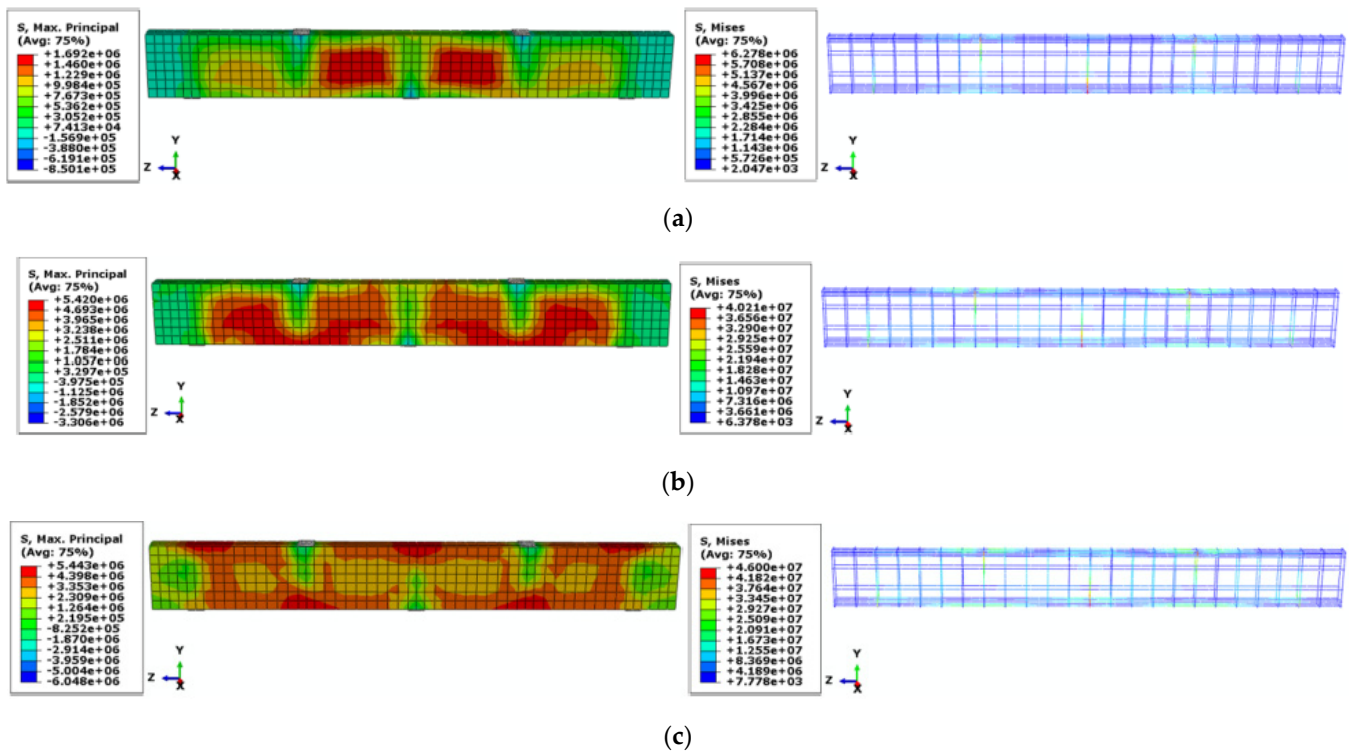 S, Max. Principal
(Avg: 75%)
+1.692e+06
+1.460e+06
+1.229e+06
+9.984e+05
+7.673e+05
+5.362e+05
+3.052e+05
+7.413e+04
-1.569e+05
-3.880e+05
-6.191e+05
-8.501e+05
Y
Z
X
S, Mises
(Avg: 75%)
+6.278e+06
+5.708e+06
+5.137e+06
+4.567e+06
+3.996e+06
+3.425e+06
+2.855e+06
+2.284e+06
+1.714e+06
+1.143e+06
+5.726e+05
+2.047e+03
Y
Z
X
(a)
S, Max. Principal
(Avg: 75%)
+5.420e+06
+4.693e+06
+3.965e+06
+3.238e+06
+2.511e+06
+1.784e+06
+1.057e+06
+3.297e+05
-3.975e+05
-1.125e+06
-1.852e+06
-2.579e+06
-3.306e+06
Y
Z
X
S, Mises
(Avg: 75%)
+4.021e+07
+3.656e+07
+3.290e+07
+2.925e+07
+2.559e+07
+2.194e+07
+1.828e+07
+1.463e+07
+1.097e+07
+7.316e+06
+3.661e+06
+6.378e+03
Y
Z
X
(b)
S, Max. Principal
(Avg: 75%)
+5.443e+06
+4.398e+06
+3.353e+06
+2.309e+06
+1.264e+06
+2.195e+05
-8.252e+05
-1.870e+06
-2.914e+06
-3.959e+06
-5.004e+06
-6.048e+06
Y
Z
X
S, Mises
(Avg: 75%)
+4.600e+07
+4.182e+07
+3.764e+07
+3.345e+07
+2.927e+07
+2.509e+07
+2.091e+07
+1.673e+07
+1.255e+07
+8.369e+06
+4.189e+06
+7.778e+03
Y
Z
X
(c)